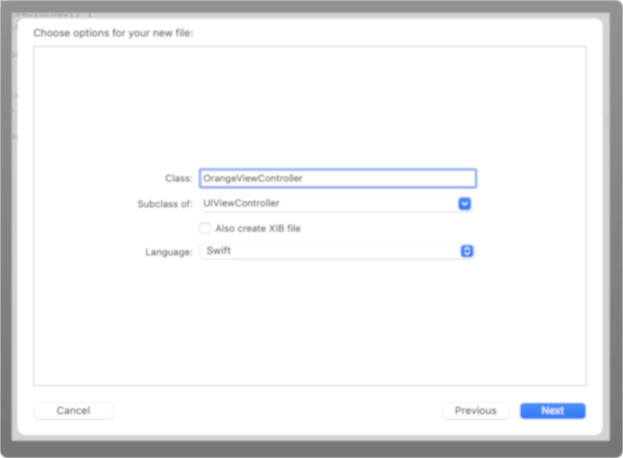 Choose options for your new file:
Class: OrangeViewController
Subclass of: UIViewController
Also create XIB file
Language: Swift
Cancel Previous Next